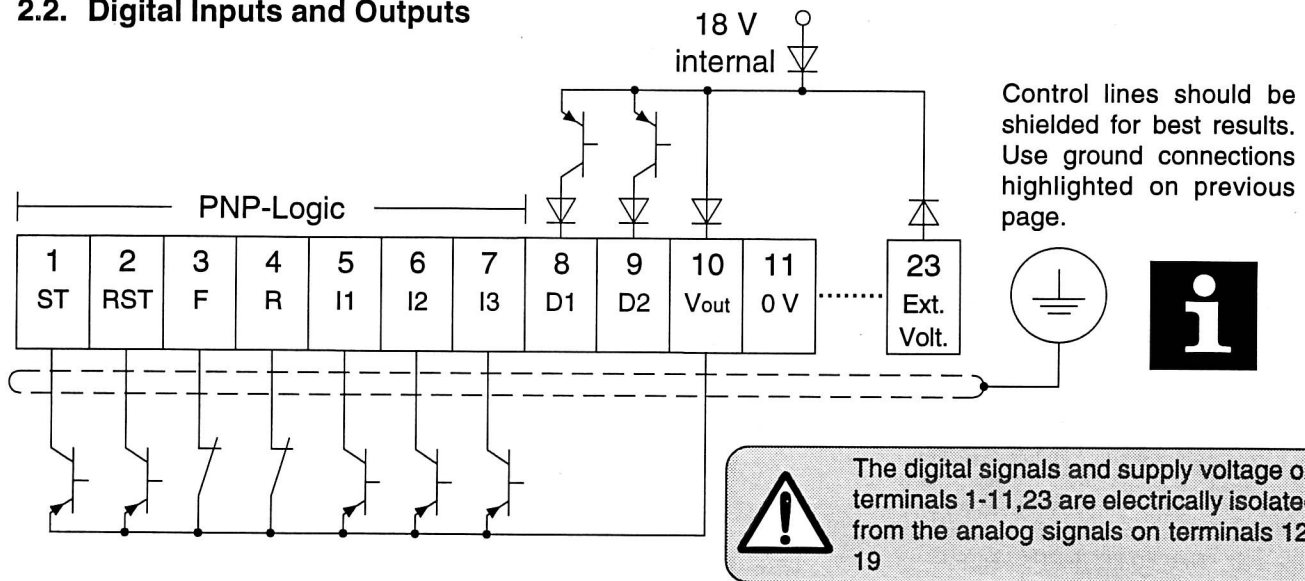 2.2. Digital Inputs and Outputs
18 V
internal
Control lines should be
shielded for best results.
Use ground connections
highlighted on previous
page.
PNP-Logic
1 2 3 4 5 6 7 8 9 10 11 23
ST RST F R I1 I2 I3 D1 D2 Vout 0 V Ext.
Volt.
i
The digital signals and supply voltage
terminals 1-11,23 are electrically
from the analog signals on terminals 12
19